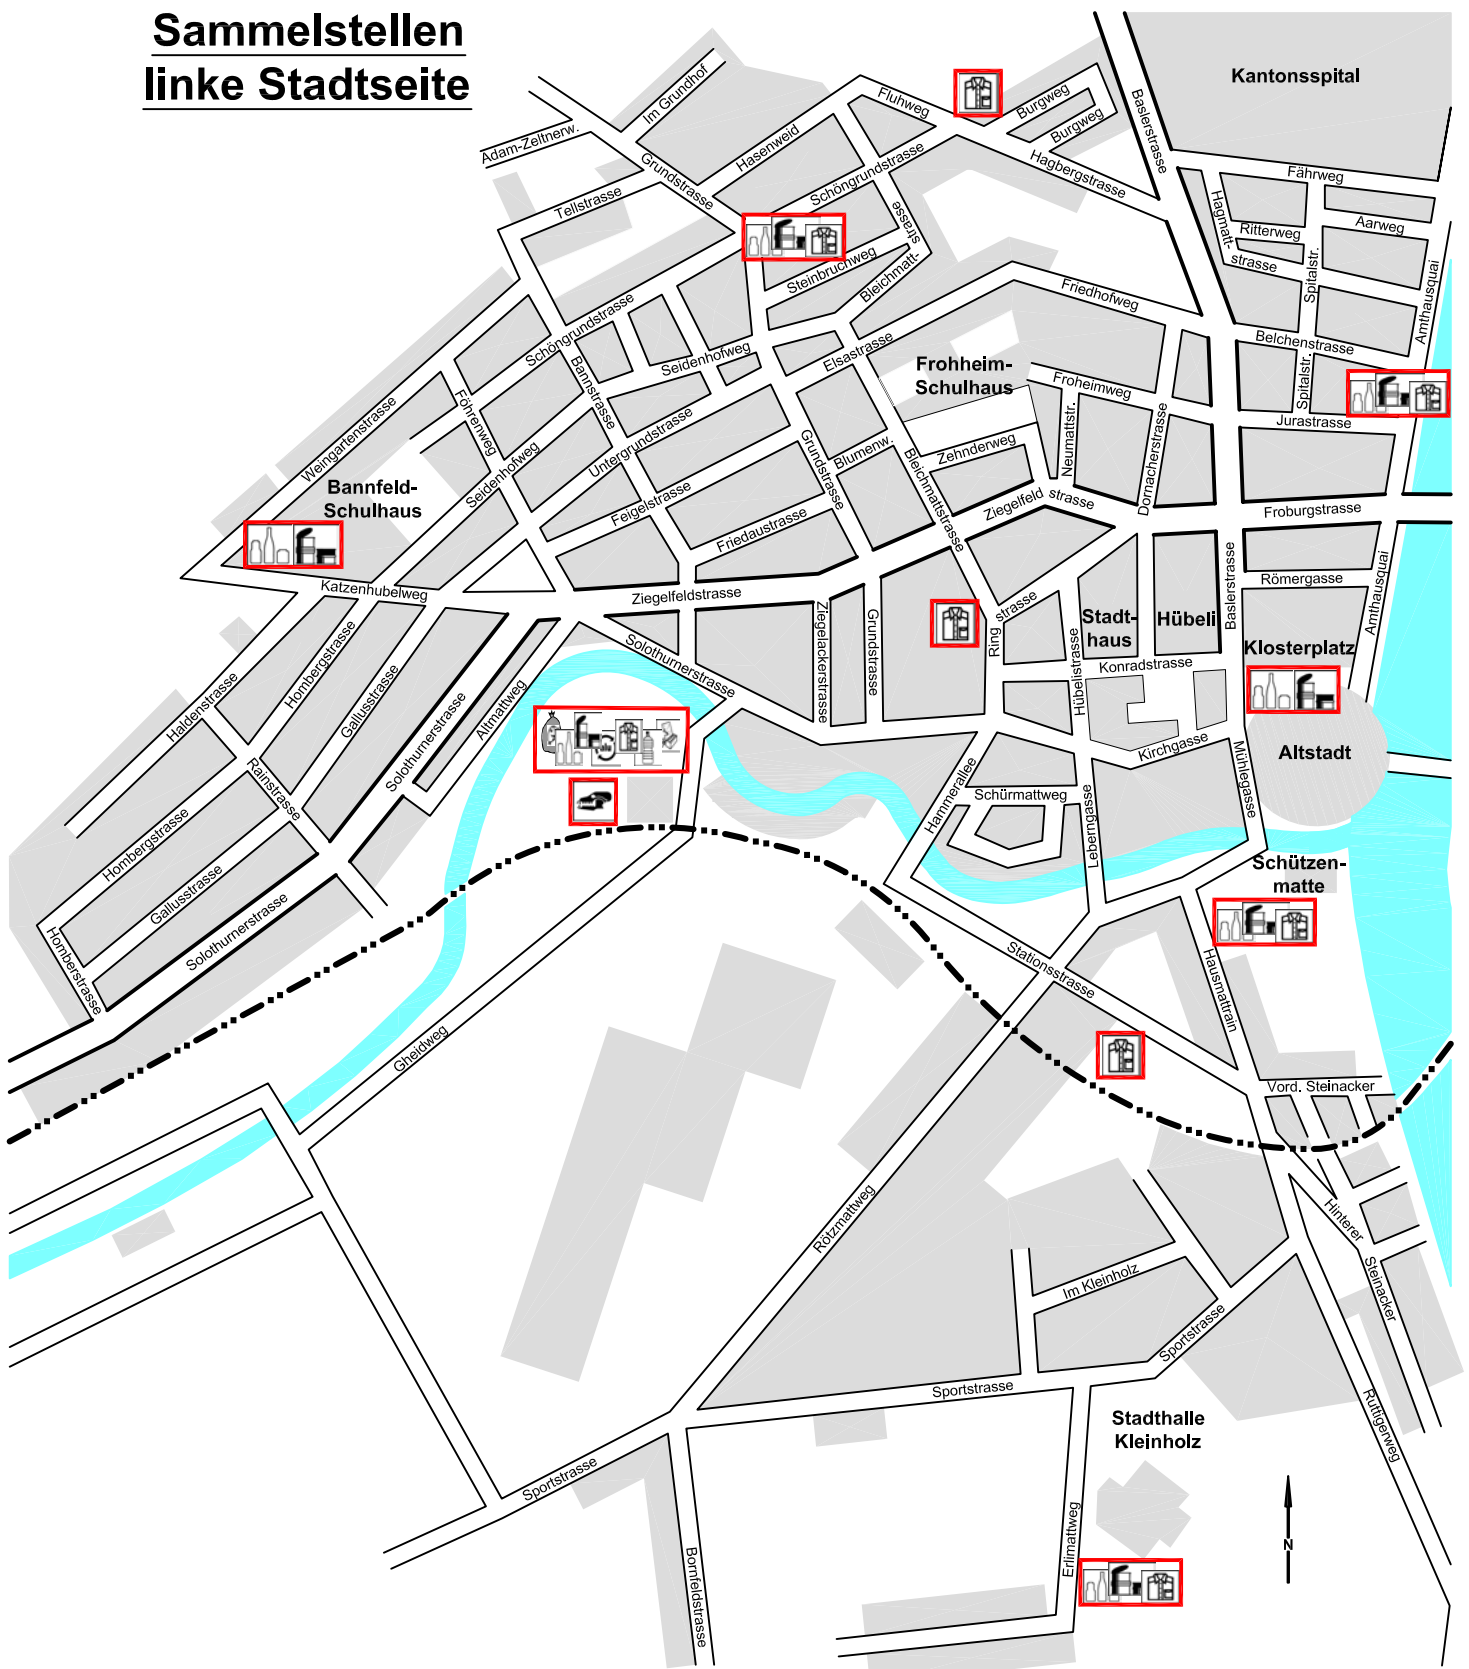 Sammelstellen
linke Stadtseite
Kantonsspital
Im Grundhof
Adam-Zeltnerw.
Grundstrasse
Hasenweid
Fluhweg
Burgweg
Burgweg
Baslerstrasse
Hagbergstrasse
Schöngrundstrasse
Tellstrasse
Fährweg
Hagmatt-
strasse
Ritterweg
Aarweg
Spitalstr.
Amthausquai
Steinbruchweg
Bleichmatt-
strasse
Friedhofweg
Belchenstrasse
Spitalstr.
Jurastrasse
Schöngrundstrasse
Seidenhofweg
Elsastrasse
Frohheim-
Schulhaus
Froheimweg
Neumattstr.
Dornacherstrasse
Bannstrasse
Föhrenweg
Weingartenstrasse
Untergrundstrasse
Seidenhofweg
Grundstrasse
Blumenw.
Zehnderweg
Bleichmattstrasse
Ziegelfeld
strasse
Froburgstrasse
Bannfeld-
Schulhaus
Feigelstrasse
Friedaustrasse
Katzenhubelweg
Ziegelfeldstrasse
Ziegelackerstrasse
Grundstrasse
Ring
strasse
Hübelistrasse
Stadt-
haus
Hübeli
Baslerstrasse
Römergasse
Amthausquai
Klosterplatz
Konradstrasse
Kirchgasse
Altstadt
Mühlegasse
Solothurnerstrasse
Haldenstrasse
Hombergstrasse
Gallusstrasse
Solothurnerstrasse
Altmattweg
Rainstrasse
Hombergstrasse
Gallusstrasse
Solothurnerstrasse
Homberstrasse
Hammerallee
Schürmattweg
Leberngasse
Schützen-
matte
Stationsstrasse
Hausmattrain
Gheidweg
Vord. Steinacker
Rötzmattweg
Hinterer
Steinacker
Im Kleinholz
Sportstrasse
Sportstrasse
Sportstrasse
Ruttigerweg
Stadthalle
Kleinholz
Erlimattweg
Bornfeldstrasse
N